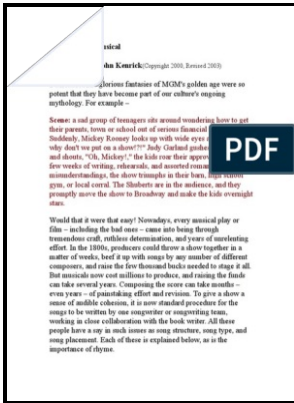 usical
ohn Kenrick(Copyright 2000, Revised 2003)
glorious fantasies of MGM's golden age were so
potent that they have become part of our culture's ongoing
mythology. For example –
Scene: a sad group of teenagers sits around wondering how to get
their parents, town or school out of serious financial
Suddenly, Mickey Rooney looks up with wide eyes
why don't we put on a show!?!" Judy Garland gushes
and shouts, "Oh, Mickey!," the kids roar their approv
few weeks of writing, rehearsals, and assorted roman
misunderstandings, the show triumphs in their barn, high school
gym, or local corral. The Shuberts are in the audience, and they
promptly move the show to Broadway and make the kids overnight
stars.
PDF
Would that it were that easy! Nowadays, every musical play or
film – including the bad ones – came into being through
tremendous craft, ruthless determination, and years of unrelenting
effort. In the 1800s, producers could throw a show together in a
matter of weeks, beef it up with songs by any number of different
composers, and raise the few thousand bucks needed to stage it all.
But musicals now cost millions to produce, and raising the funds
can take several years. Composing the score can take months –
even years – of painstaking effort and revision. To give a show a
sense of audible cohesion, it is now standard procedure for the
songs to be written by one songwriter or songwriting team,
working in close collaboration with the book writer. All these
people have a say in such issues as song structure, song type, and
song placement. Each of these is explained below, as is the
importance of rhyme.